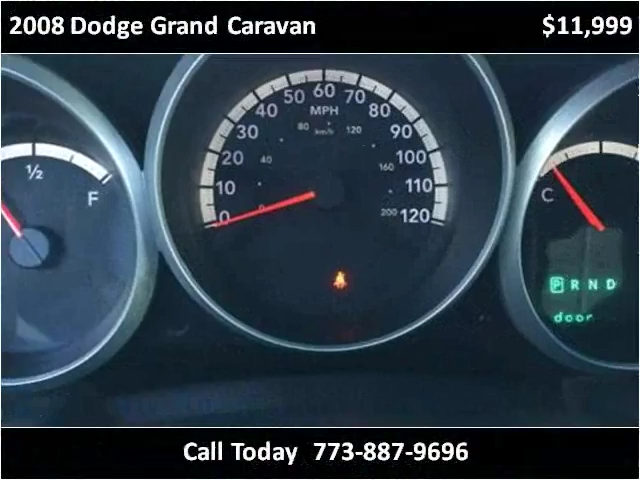 2008 Dodge Grand Caravan $11,999
60
50 70
40 MPH 80
30 80 km/h 120 90
20 40 160 100
10 110
0 0 200 120
1/2
F
C
P R N D
door
Call Today 773-887-9696